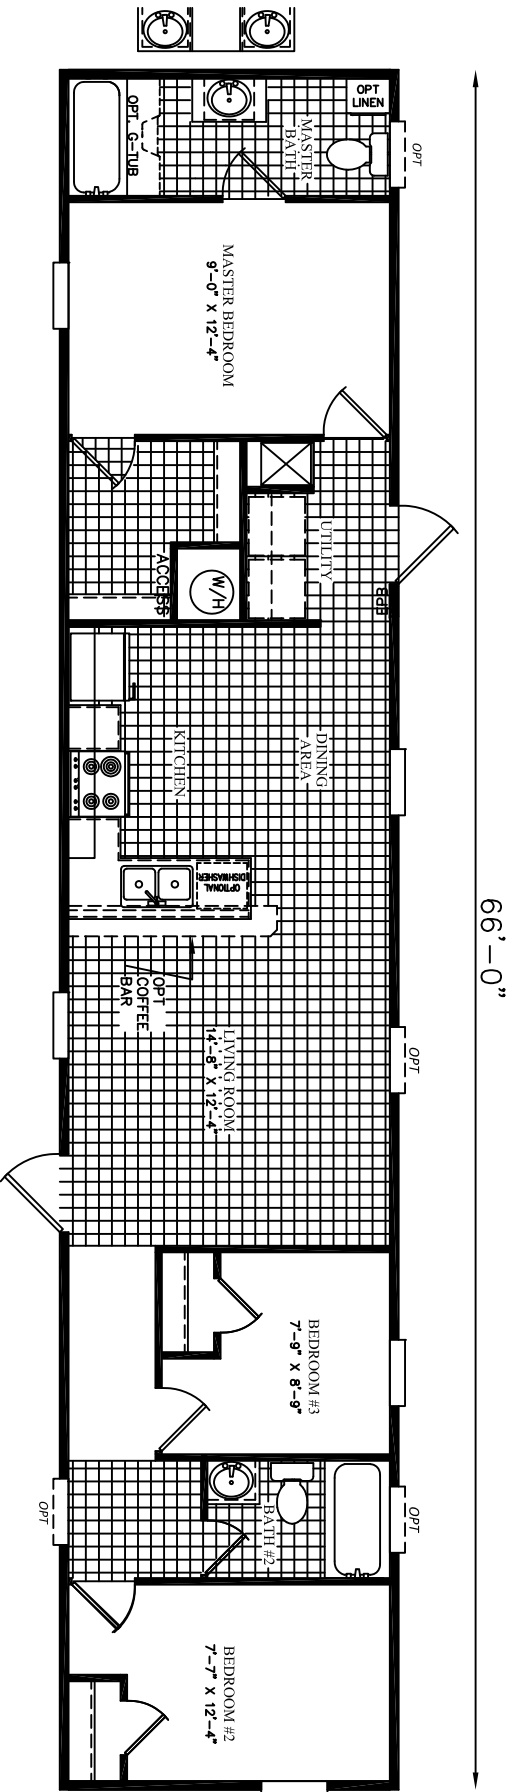 OPT
LINEN
OPT
OPT. G-TUB
MASTER
BATH
MASTER BEDROOM
9'-0" X 12'-4"
UTILITY
EPB
W/H
ACCESS
DINING
AREA
KITCHEN
OPTIONAL
DISHWASHER
66'-0"
OPT
COFFEE
BAR
LIVING ROOM
14'-8" X 12'-4"
OPT
BEDROOM #3
7'-9" X 8'-9"
BATH #2
OPT
OPT
BEDROOM #2
7'-7" X 12'-4"